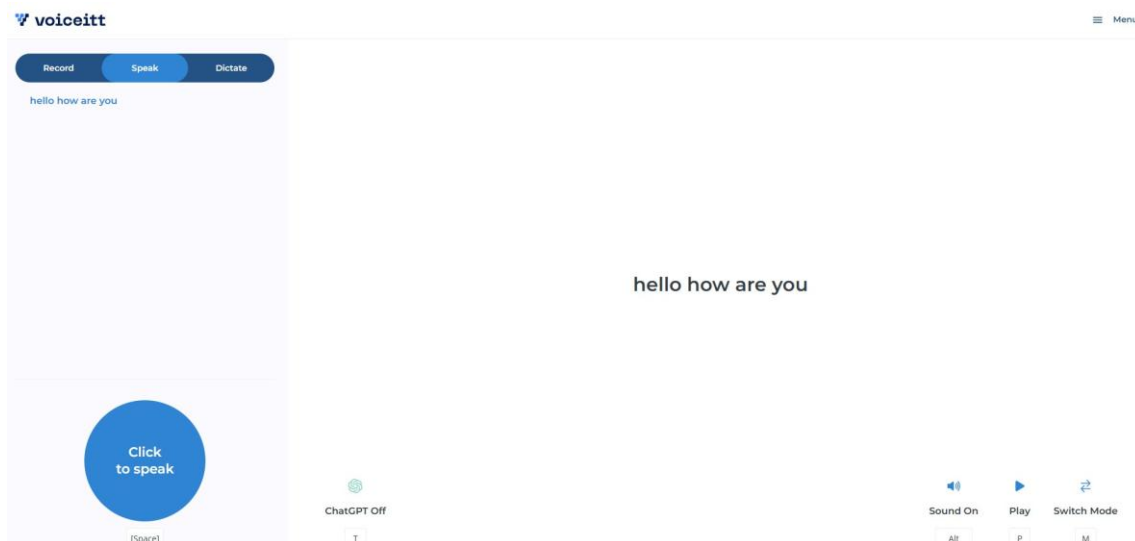 voiceitt
Menu
Record Speak Dictate
hello how are you
hello how are you
Click
to speak
[Space]
ChatGPT Off
T
Sound On Play Switch Mode
Alt P M